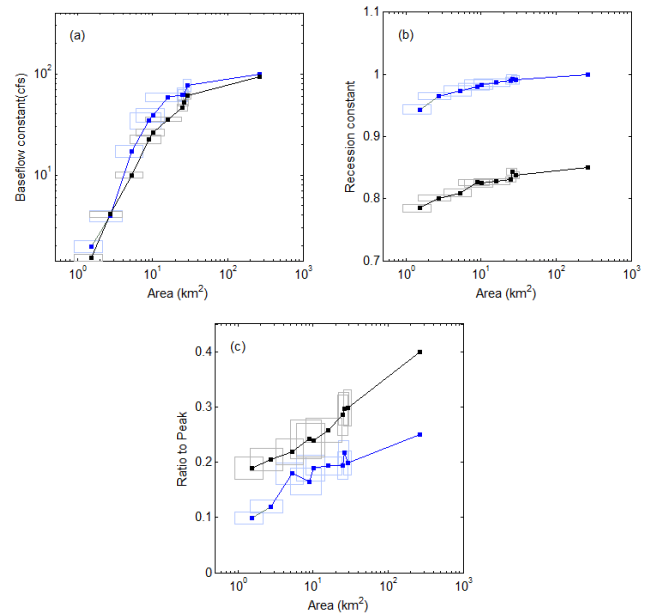 (a)
10²
10¹
Baseflow constant(cfs)
10⁰ 10¹ 10² 10³
Area (km²)
(b)
1.1
1
0.9
0.8
0.7
Recession constant
10⁰ 10¹ 10² 10³
Area (km²)
(c)
0.4
0.3
0.2
0.1
0
Ratio to Peak
10⁰ 10¹ 10² 10³
Area (km²)